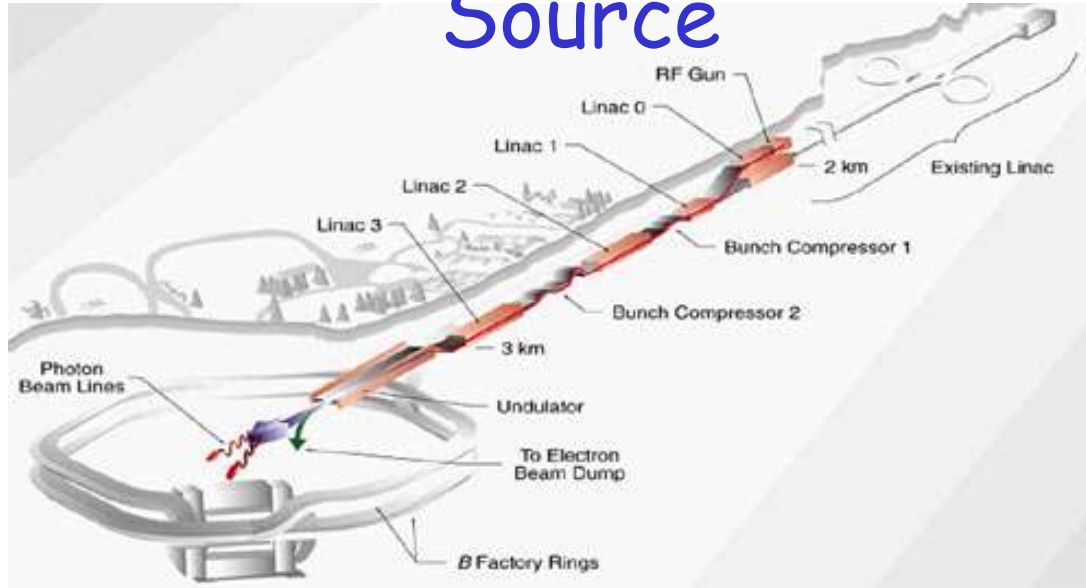 Source
RF Gun
Linac 0
Linac 1
2 km
Existing Linac
Linac 2
Linac 3
Bunch Compressor 1
Bunch Compressor 2
3 km
Photon
Beam Lines
Undulator
To Electron
Beam Dump
B Factory Rings